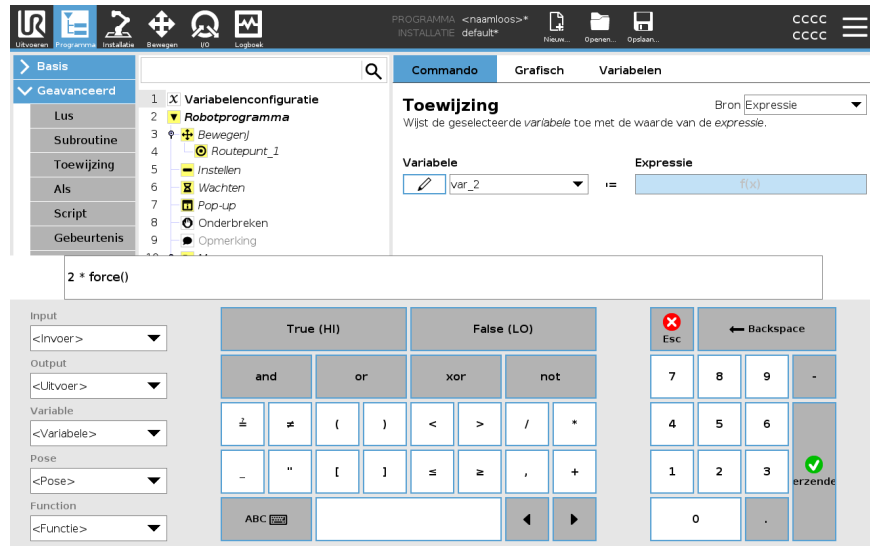 PROGRAMMA <naamloos>*
INSTALLATIE default*
Uitvoeren Programma Installatie Bewegen I/O Logboek
Nieuw... Openen... Opslaan...
CCCC
CCCC
Basis
Geavanceerd
Lus
Subroutine
Toewijzing
Als
Script
Gebeurtenis
1 X Variabelenconfiguratie
2 Robotprogramma
3 BewegenJ
4 Routepunt_1
5 Instellen
6 Wachten
7 Pop-up
8 Onderbreken
9 Opmerking
Commando Grafisch Variabelen
Toewijzing
Bron Expressie
Wijst de geselecteerde variabele toe met de waarde van de expressie.
Variabele Expressie
var_2 := f(x)
2 * force()
Input
<Invoer>
Output
<Uitvoer>
Variable
<Variabele>
Pose
<Pose>
Function
<Functie>
True (HI) False (LO)
and or xor not
≟ ≠ ( ) < > / *
_ " [ ] ≤ ≥ , +
ABC
Esc Backspace
7 8 9 -
4 5 6
1 2 3
erzende
0 .